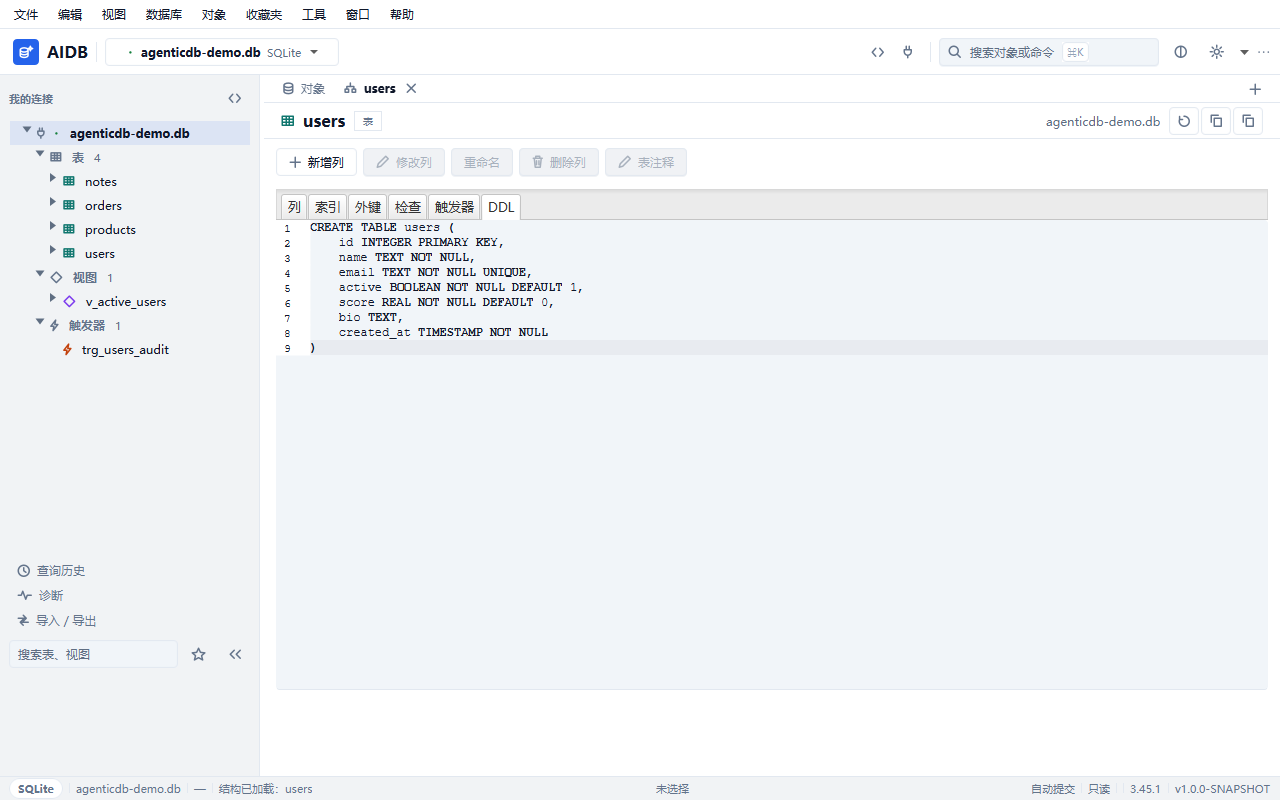 文件 编辑 视图 数据库 对象 收藏夹 工具 窗口 帮助
AIDB · agenticdb-demo.db SQLite 搜索对象或命令 ⌘K ···
我的连接
· agenticdb-demo.db
表 4
notes
orders
products
users
视图 1
v_active_users
触发器 1
trg_users_audit
查询历史
诊断
导入 / 导出
搜索表、视图
对象 users
users 表 agenticdb-demo.db
新增列 修改列 重命名 删除列 表注释
列 索引 外键 检查 触发器 DDL
1 CREATE TABLE users (
2 id INTEGER PRIMARY KEY,
3 name TEXT NOT NULL,
4 email TEXT NOT NULL UNIQUE,
5 active BOOLEAN NOT NULL DEFAULT 1,
6 score REAL NOT NULL DEFAULT 0,
7 bio TEXT,
8 created_at TIMESTAMP NOT NULL
9 )
SQLite agenticdb-demo.db — 结构已加载：users 未选择 自动提交 只读 3.45.1 v1.0.0-SNAPSHOT